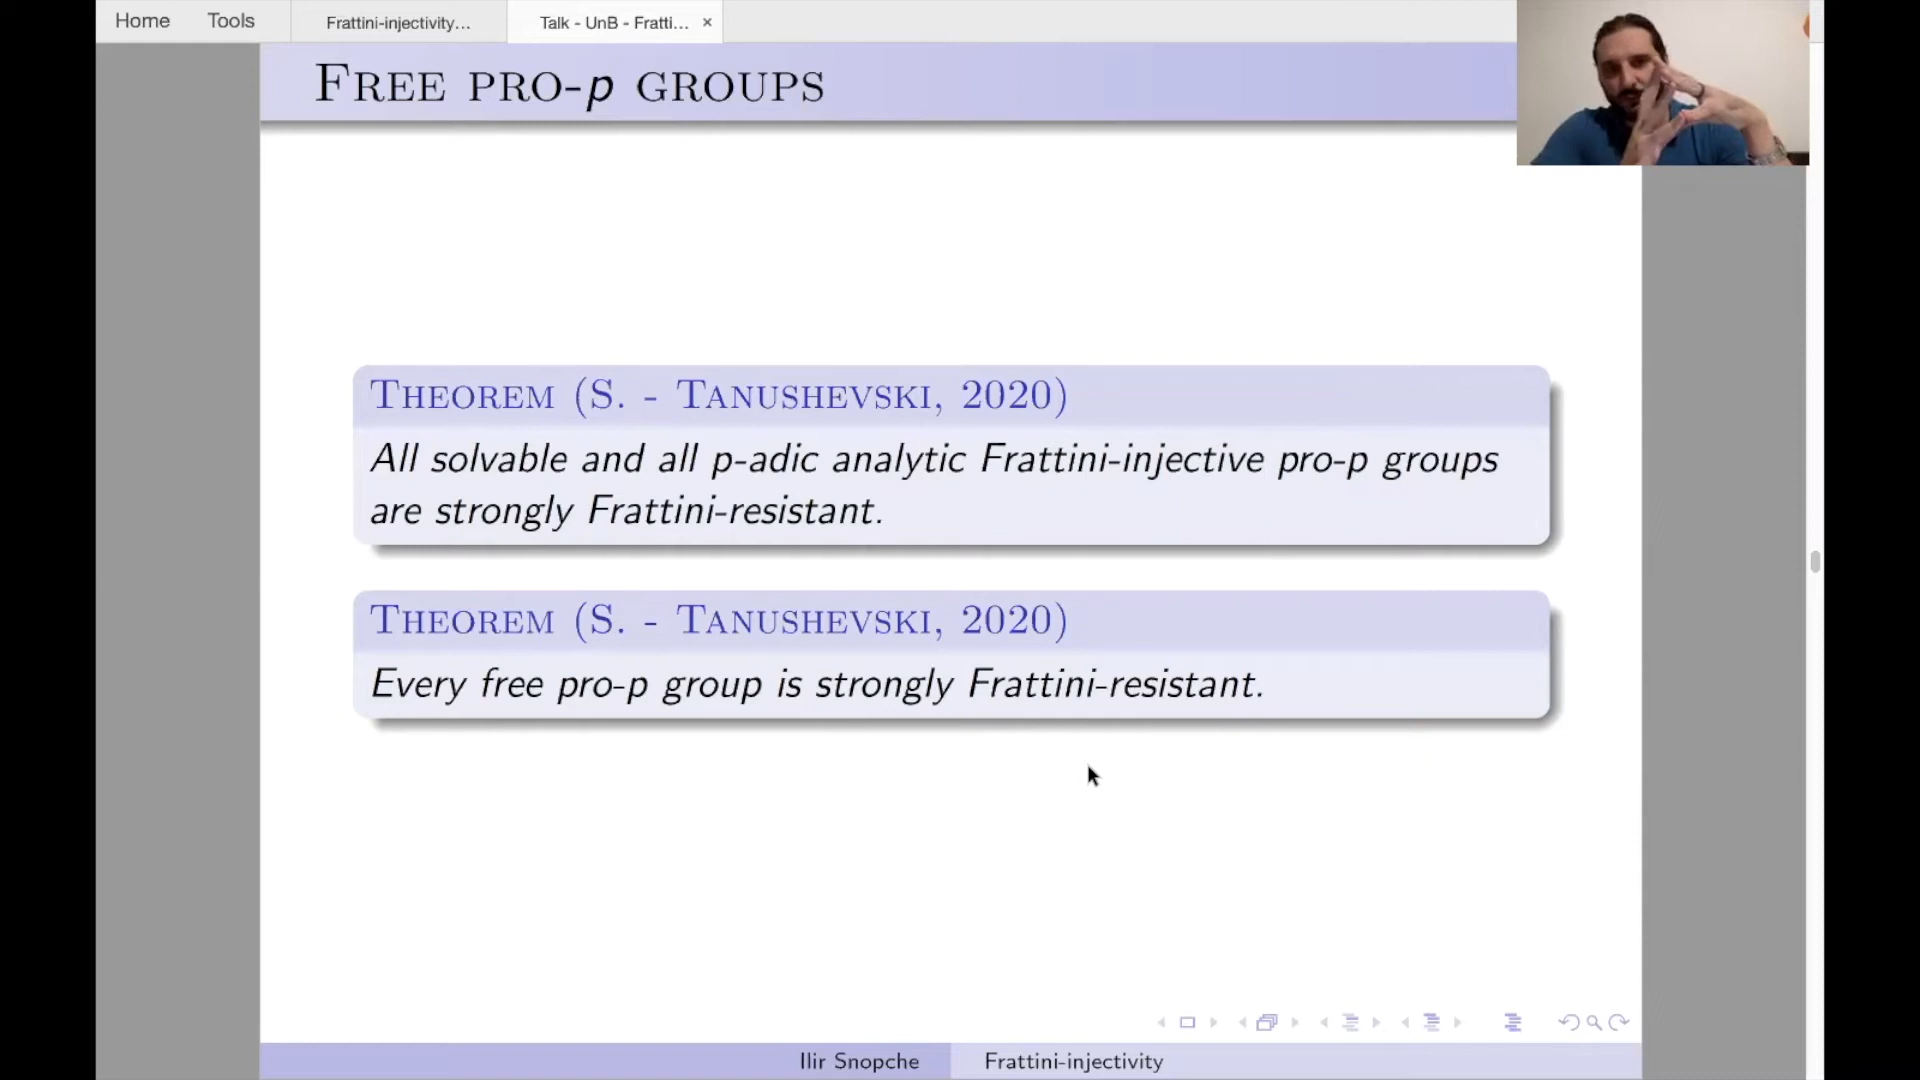 Home Tools Frattini-injectivity... Talk - UnB - Fratti... ×
Free pro-p groups
Theorem (S. - Tanushevski, 2020)
All solvable and all p-adic analytic Frattini-injective pro-p groups
are strongly Frattini-resistant.
Theorem (S. - Tanushevski, 2020)
Every free pro-p group is strongly Frattini-resistant.
Ilir Snopche Frattini-injectivity